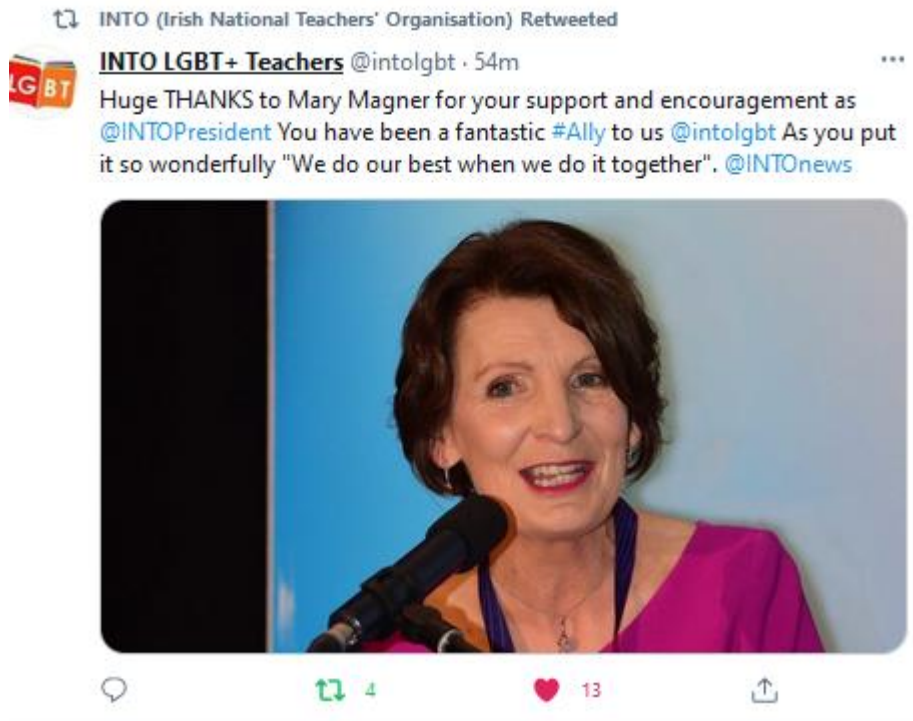 INTO (Irish National Teachers' Organisation) Retweeted
INTO LGBT+ Teachers @intolgbt · 54m
LG BT
Huge THANKS to Mary Magner for your support and encouragement as
@INTOPresident You have been a fantastic #Ally to us @intolgbt As you put
it so wonderfully "We do our best when we do it together". @INTOnews
4 13